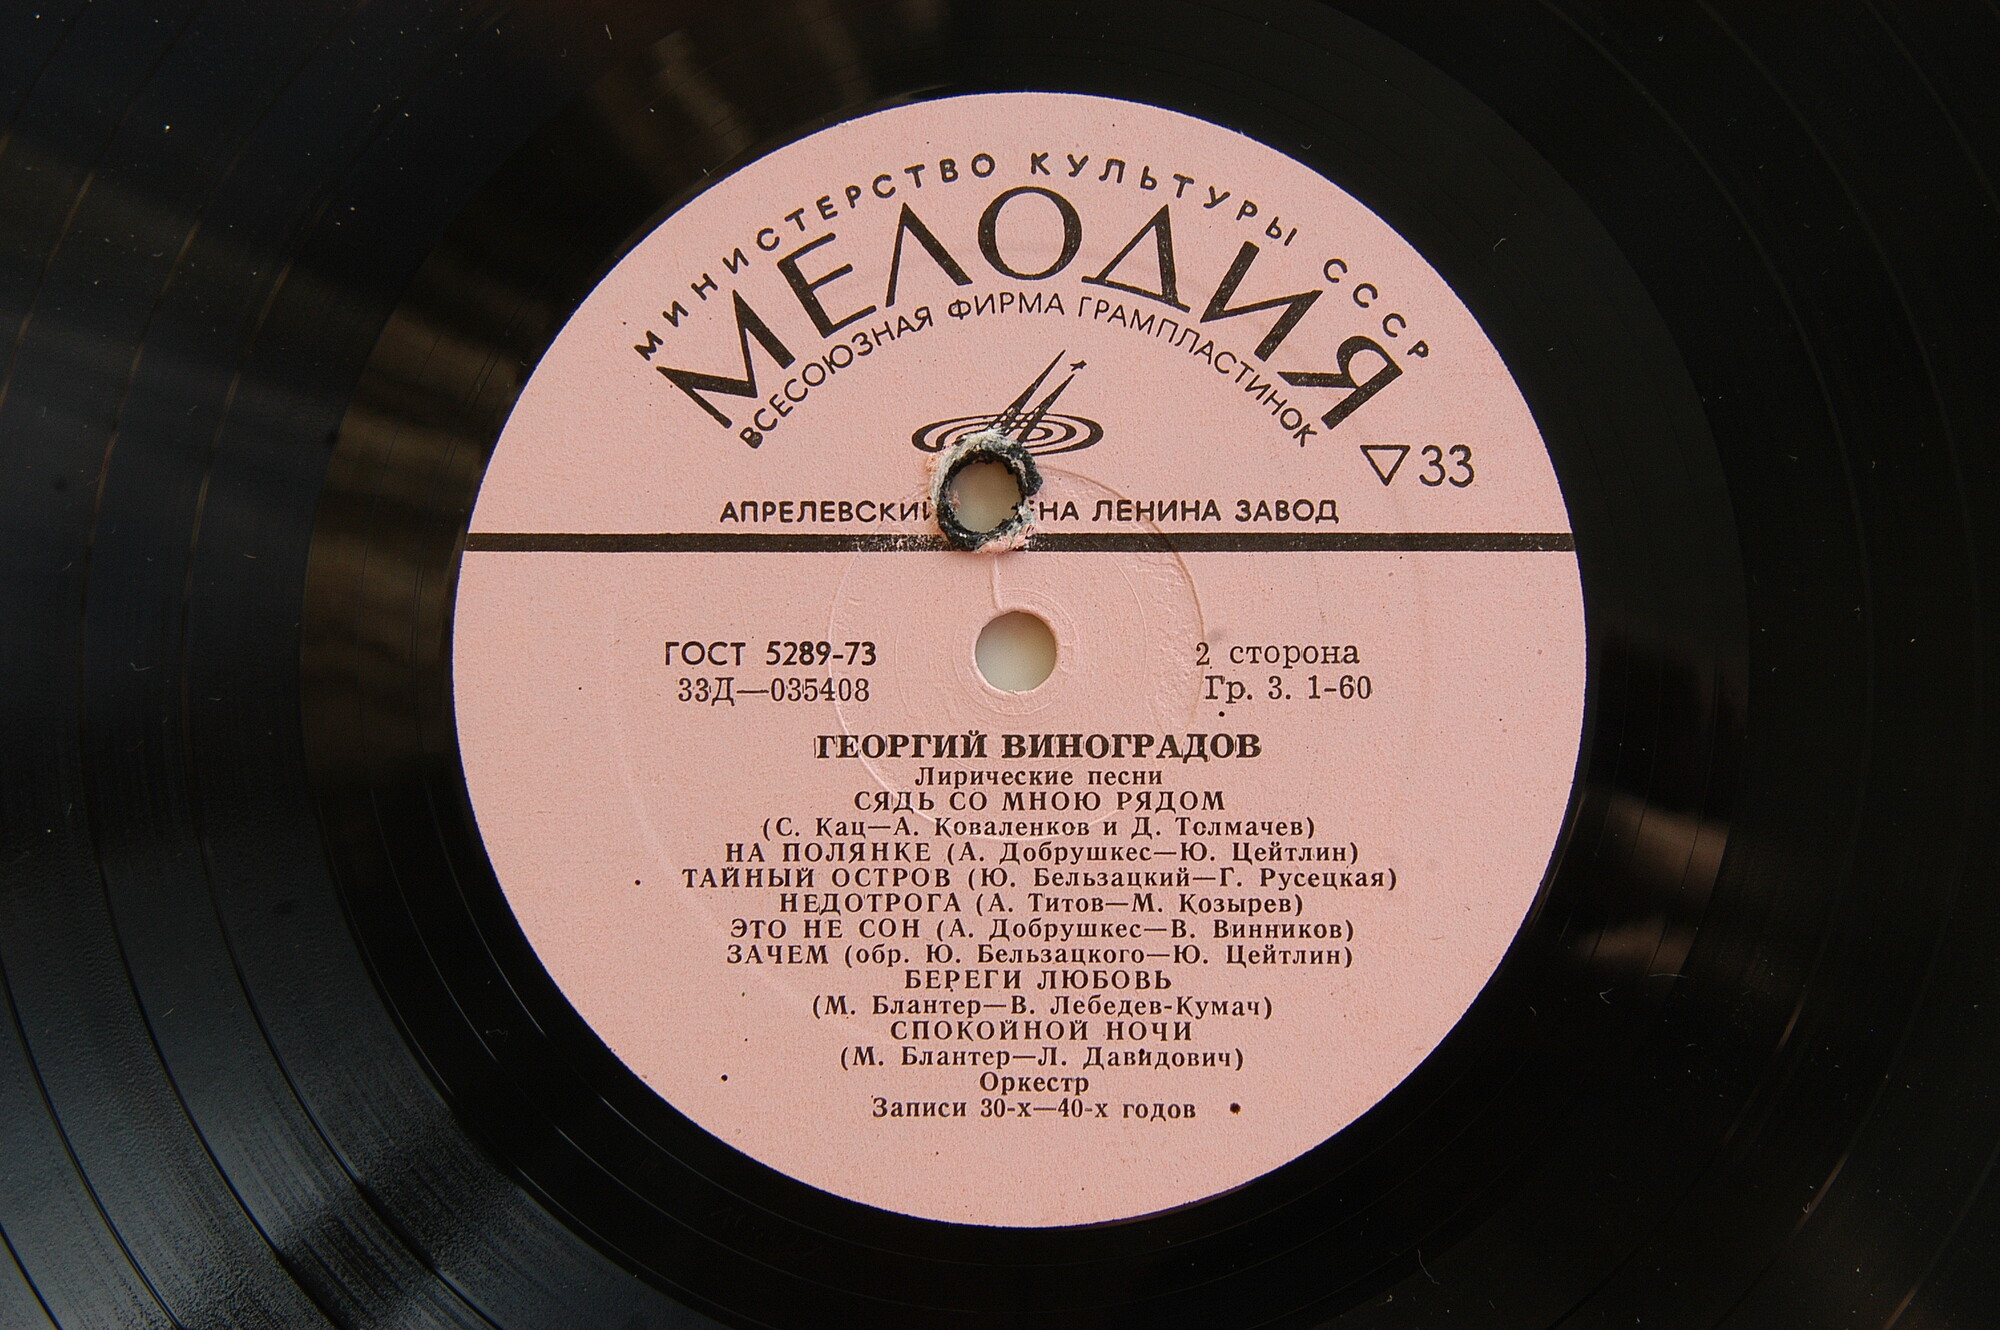 МИНИСТЕРСТВО КУЛЬТУРЫ СССР
МЕЛОДИЯ
ВСЕСОЮЗНАЯ ФИРМА ГРАМПЛАСТИНОК
33
АПРЕЛЕВСКИЙ ЛЕНИНА ЗАВОД
ГОСТ 5289-73
33Д—035408
2 сторона
Гр. 3. 1-60
ГЕОРГИЙ ВИНОГРАДОВ
Лирические песни
СЯДЬ СО МНОЮ РЯДОМ
(С. Кац—А. Коваленков и Д. Толмачев)
НА ПОЛЯНКЕ (А. Добрушкес—Ю. Цейтлин)
ТАЙНЫЙ ОСТРОВ (Ю. Бельзацкий—Г. Русецкая)
НЕДОТРОГА (А. Титов—М. Козырев)
ЭТО НЕ СОН (А. Добрушкес—В. Винников)
ЗАЧЕМ (обр. Ю. Бельзацкого—Ю. Цейтлин)
БЕРЕГИ ЛЮБОВЬ
(М. Блантер—В. Лебедев-Кумач)
СПОКОЙНОЙ НОЧИ
(М. Блантер—Л. Давидович)
Оркестр
Записи 30-х—40-х годов